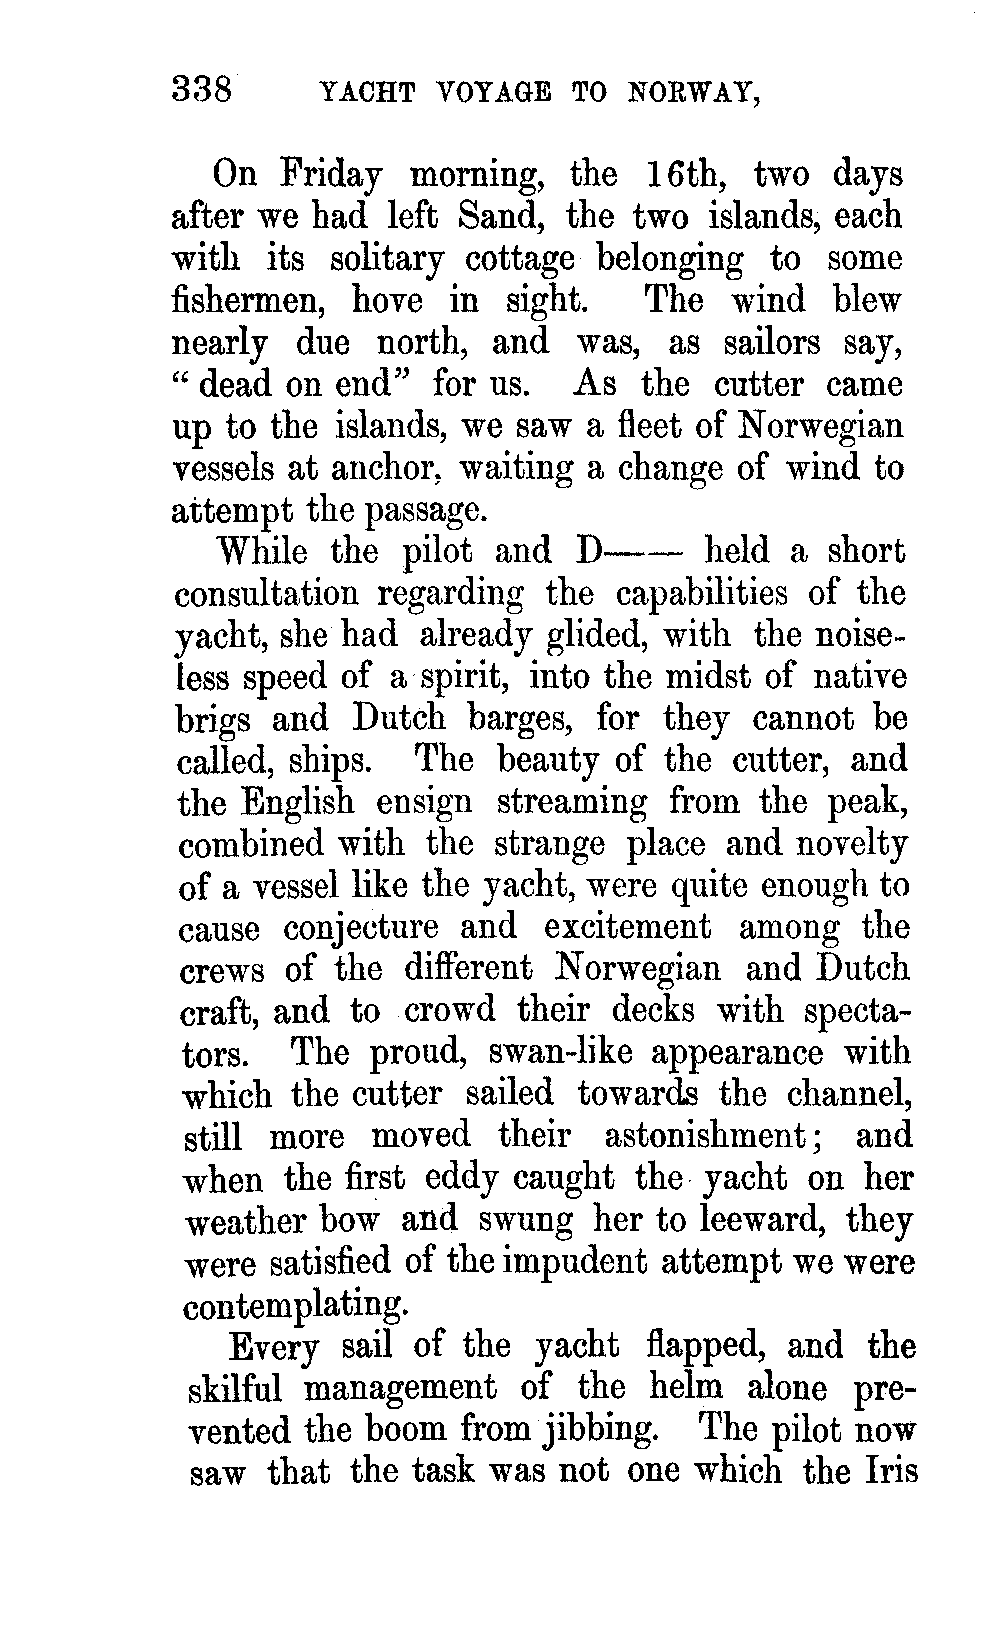 338 YACHT VOYAGE TO NORWAY,
On Friday morning, the 16th, two days
after we had left Sand, the two islands, each
with its solitary cottage belonging to some
fishermen, hove in sight. The wind blew
nearly due north, and was, as sailors say,
“ dead on end” for us. As the cutter came
up to the islands, we saw a fleet of Norwegian
vessels at anchor, waiting a change of wind to
attempt the passage.
While the pilot and D—— held a short
consultation regarding the capabilities of the
yacht, she had already glided, with the noise-
less speed of a spirit, into the midst of native
brigs and Dutch barges, for they cannot be
called, ships. The beauty of the cutter, and
the English ensign streaming from the peak,
combined with the strange place and novelty
of a vessel like the yacht, were quite enough to
cause conjecture and excitement among the
crews of the different Norwegian and Dutch
craft, and to crowd their decks with specta-
tors. The proud, swan-like appearance with
which the cutter sailed towards the channel,
still more moved their astonishment; and
when the first eddy caught the yacht on her
weather bow and swung her to leeward, they
were satisfied of the impudent attempt we were
contemplating.
Every sail of the yacht flapped, and the
skilful management of the helm alone pre-
vented the boom from jibbing. The pilot now
saw that the task was not one which the Iris